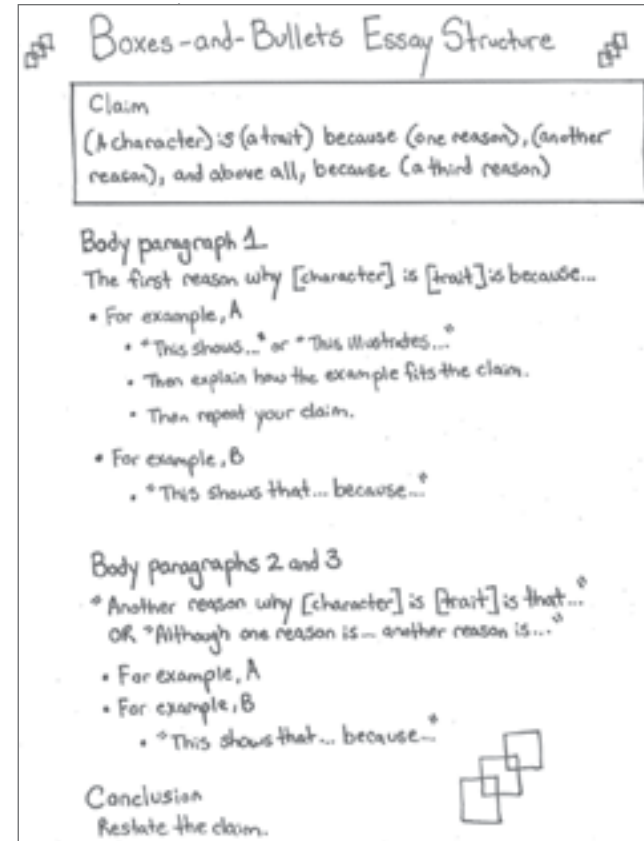 Boxes-and-Bullets Essay Structure
Claim
(A character) is (a trait) because (one reason), (another
reason), and above all, because (a third reason)
Body paragraph 1
The first reason why [character] is [trait] is because...
• For example, A
• "This shows..." or "This illustrates..."
• Then explain how the example fits the claim.
• Then repeat your claim.
• For example, B
• "This shows that... because..."
Body paragraphs 2 and 3
"Another reason why [character] is [trait] is that..."
OR "Although one reason is... another reason is..."
• For example, A
• For example, B
• "This shows that... because..."
Conclusion
Restate the claim.